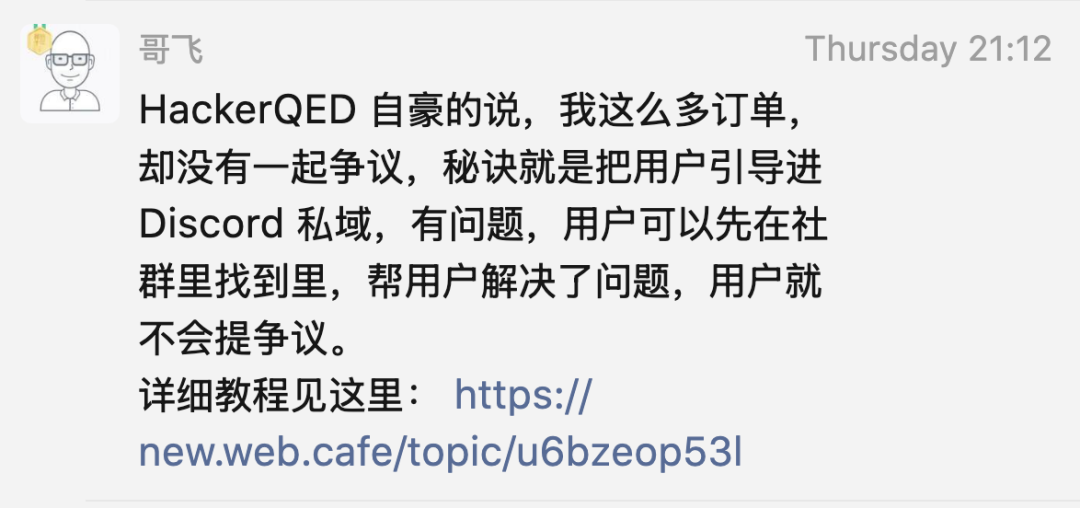 哥飞
Thursday 21:12
HackerQED 自豪的说，我这么多订单，
却没有一起争议，秘诀就是把用户引导进
Discord 私域，有问题，用户可以先在社
群里找到里，帮用户解决了问题，用户就
不会提争议。
详细教程见这里： https://
new.web.cafe/topic/u6bzeop53l